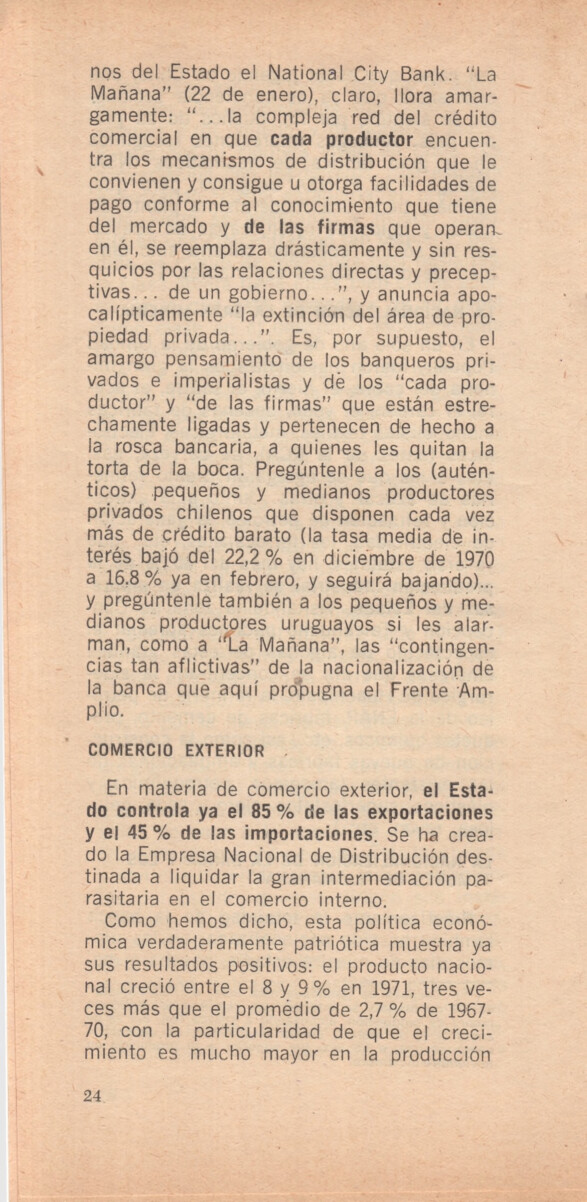 nos del Estado el National City Bank. “La
Mañana” (22 de enero), claro, llora amar-
gamente: “...la compleja red del crédito
comercial en que cada productor encuen-
tra los mecanismos de distribución que le
convienen y consigue u otorga facilidades de
pago conforme al conocimiento que tiene
del mercado y de las firmas que operan
en él, se reemplaza drásticamente y sin res-
quicios por las relaciones directas y precep-
tivas... de un gobierno...”, y anuncia apo-
calípticamente “la extinción del área de pro-
piedad privada...”. Es, por supuesto, el
amargo pensamiento de los banqueros pri-
vados e imperialistas y de los “cada pro-
ductor” y “de las firmas” que están estre-
chamente ligadas y pertenecen de hecho a
la rosca bancaria, a quienes les quitan la
torta de la boca. Pregúntenle a los (autén-
ticos) pequeños y medianos productores
privados chilenos que disponen cada vez
más de crédito barato (la tasa media de in-
terés bajó del 22,2 % en diciembre de 1970
a 16.8 % ya en febrero, y seguirá bajando)...
y pregúntenle también a los pequeños y me-
dianos productores uruguayos si les alar-
man, como a “La Mañana”, las “contingen-
cias tan aflictivas” de la nacionalización de
la banca que aquí propugna el Frente Am-
plio.
COMERCIO EXTERIOR
En materia de comercio exterior, el Esta-
do controla ya el 85 % de las exportaciones
y el 45 % de las importaciones. Se ha crea-
do la Empresa Nacional de Distribución des-
tinada a liquidar la gran intermediación pa-
rasitaria en el comercio interno.
Como hemos dicho, esta política econó-
mica verdaderamente patriótica muestra ya
sus resultados positivos: el producto nacio-
nal creció entre el 8 y 9 % en 1971, tres ve-
ces más que el promedio de 2,7 % de 1967-
70, con la particularidad de que el creci-
miento es mucho mayor en la producción
24